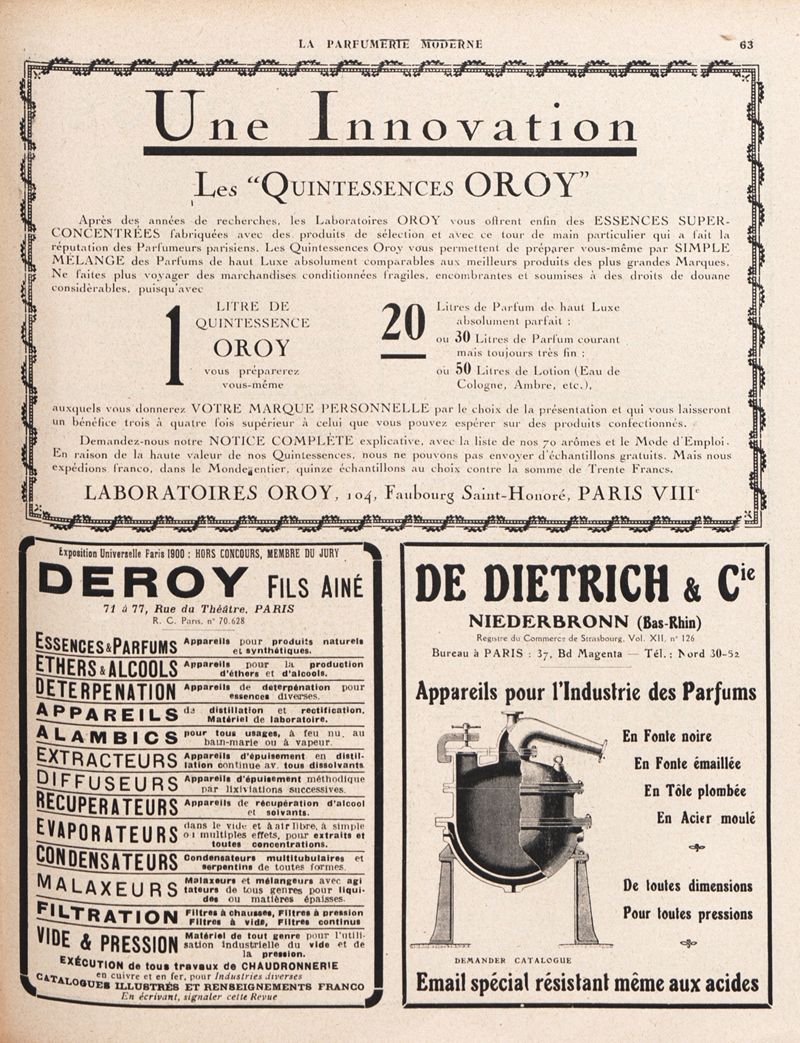 LA PARFUMERIE MODERNE
63
Une Innovation
Les "QUINTESSENCES OROY"
Après des années de recherches, les Laboratoires OROY vous offrent enfin des ESSENCES SUPER-
CONCENTRÉES fabriquées avec des produits de sélection et avec ce tour de main particulier qui a fait la
réputation des Parfumeurs parisiens. Les Quintessences Oroy vous permettent de préparer vous-même par SIMPLE
MÉLANGE des Parfums de haut Luxe absolument comparables aux meilleurs produits des plus grandes Marques.
Ne faites plus voyager des marchandises conditionnées fragiles, encombrantes et soumises à des droits de douane
considérables, puisqu'avec
1
LITRE DE
QUINTESSENCE
OROY
vous préparerez
vous-même
20
Litres de Parfum de haut Luxe
absolument parfait ;
ou 30 Litres de Parfum courant
mais toujours très fin ;
où 50 Litres de Lotion (Eau de
Cologne, Ambre, etc.),
auxquels vous donnerez VOTRE MARQUE PERSONNELLE par le choix de la présentation et qui vous laisseront
un bénéfice trois à quatre fois supérieur à celui que vous pouvez espérer sur des produits confectionnés.
Demandez-nous notre NOTICE COMPLÈTE explicative, avec la liste de nos 70 arômes et le Mode d'Emploi.
En raison de la haute valeur de nos Quintessences, nous ne pouvons pas envoyer d'échantillons gratuits. Mais nous
expédions franco, dans le Monde entier, quinze échantillons au choix contre la somme de Trente Francs.
LABORATOIRES OROY, 104, Faubourg Saint-Honoré, PARIS VIIIe
Exposition Universelle Paris 1900 : HORS CONCOURS, MEMBRE DU JURY
DEROY FILS AINÉ
71 à 77, Rue du Théâtre, PARIS
R. C. Paris, n° 70.628
ESSENCES & PARFUMS Appareils pour produits naturels
et synthétiques.
ÉTHERS & ALCOOLS Appareils pour la production
d'éthers et d'alcools.
DETERPENATION Appareils de deterpénation pour
essences diverses.
APPAREILS de distillation et rectification.
Matériel de laboratoire.
ALAMBICS pour tous usages, à feu nu, au
bain-marie ou à vapeur.
EXTRACTEURS Appareils d'épuisement en distil-
lation continue av. tous dissolvants
DIFFUSEURS Appareils d'épuisement méthodique
par lixiviations successives.
RECUPERATEURS Appareils de récupération d'alcool
et solvants.
EVAPORATEURS dans le vide et à air libre, à simple
ou multiples effets, pour extraits et
toutes concentrations.
CONDENSATEURS Condensateurs multitubulaires et
serpentins de toutes formes.
MALAXEURS Malaxeurs et mélangeurs avec agi
tateurs de tous genres pour liqui-
des ou matières épaisses.
FILTRATION Filtres à chausses, Filtres à pression
Filtres à vide, Filtres continus
VIDE & PRESSION Matériel de tout genre pour l'utili-
sation industrielle du vide et de
la pression.
EXÉCUTION de tous travaux de CHAUDRONNERIE
en cuivre et en fer, pour Industries diverses
CATALOGUES ILLUSTRÉS ET RENSEIGNEMENTS FRANCO
En écrivant, signaler cette Revue
DE DIETRICH & Cie
NIEDERBRONN (Bas-Rhin)
Registre du Commerce de Strasbourg, Vol. XII, n° 126
Bureau à PARIS : 37, Bd Magenta — Tél. : Nord 30-52
Appareils pour l'Industrie des Parfums
En Fonte noire
En Fonte émaillée
En Tôle plombée
En Acier moulé
De toutes dimensions
Pour toutes pressions
DEMANDER CATALOGUE
Email spécial résistant même aux acides